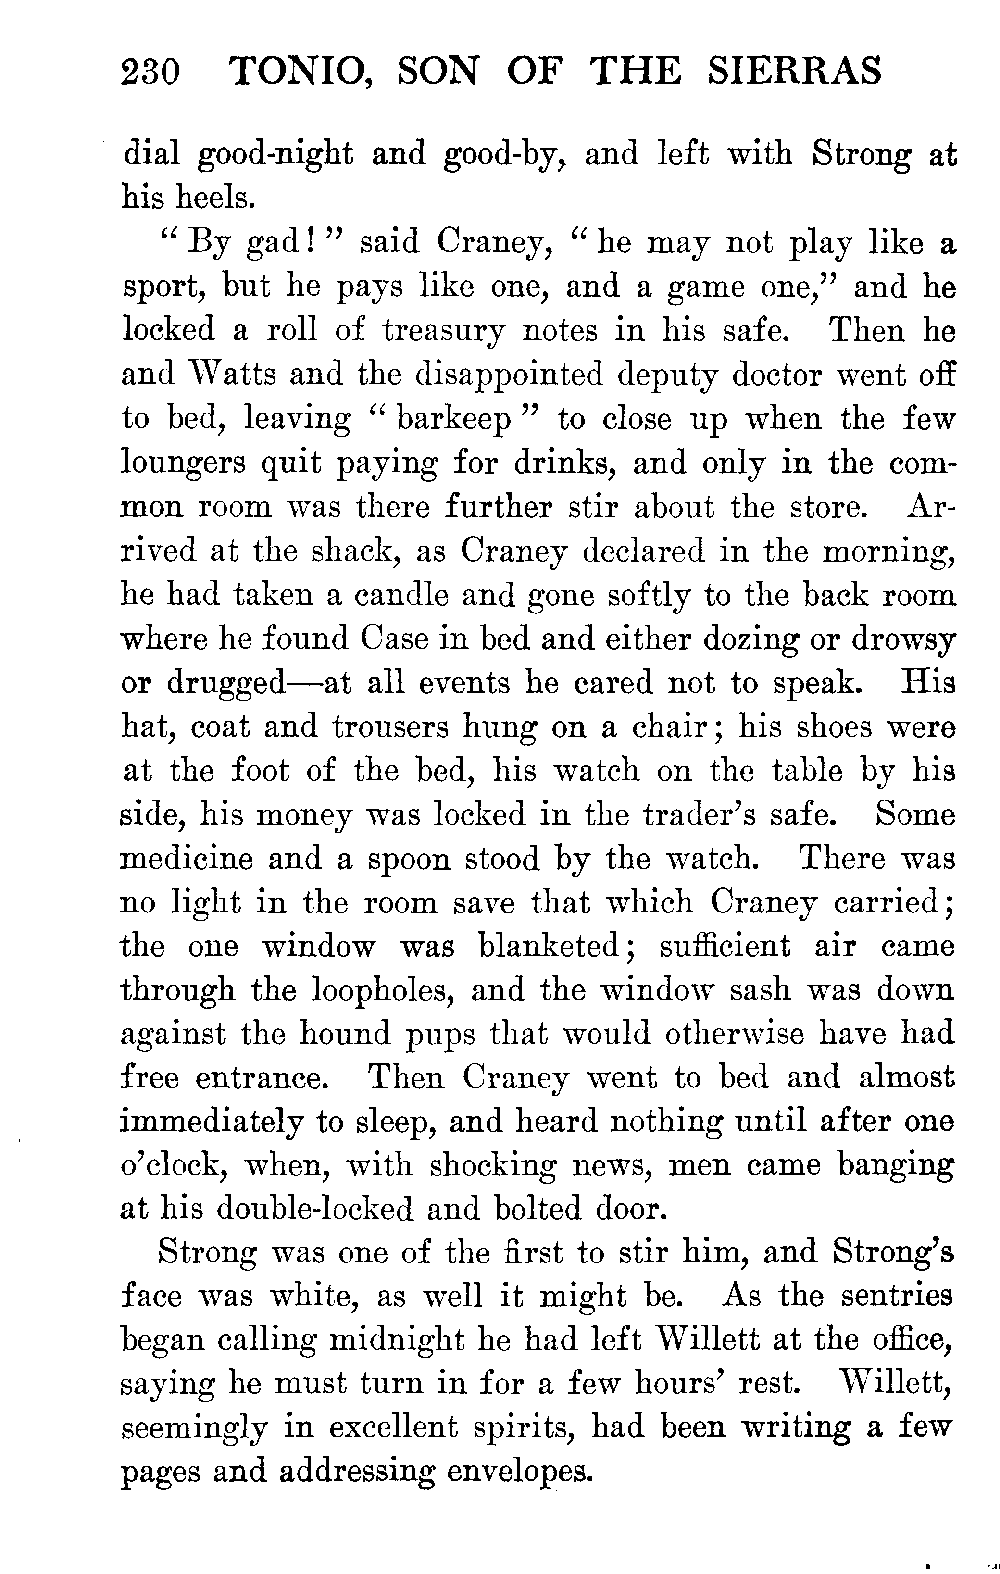 230 TONIO, SON OF THE SIERRAS
dial good-night and good-by, and left with Strong at
his heels.
“ By gad! ” said Craney, “ he may not play like a
sport, but he pays like one, and a game one,” and he
locked a roll of treasury notes in his safe. Then he
and Watts and the disappointed deputy doctor went off
to bed, leaving “ barkeep ” to close up when the few
loungers quit paying for drinks, and only in the com-
mon room was there further stir about the store. Ar-
rived at the shack, as Craney declared in the morning,
he had taken a candle and gone softly to the back room
where he found Case in bed and either dozing or drowsy
or drugged—at all events he cared not to speak. His
hat, coat and trousers hung on a chair; his shoes were
at the foot of the bed, his watch on the table by his
side, his money was locked in the trader’s safe. Some
medicine and a spoon stood by the watch. There was
no light in the room save that which Craney carried;
the one window was blanketed; sufficient air came
through the loopholes, and the window sash was down
against the hound pups that would otherwise have had
free entrance. Then Craney went to bed and almost
immediately to sleep, and heard nothing until after one
o’clock, when, with shocking news, men came banging
at his double-locked and bolted door.
Strong was one of the first to stir him, and Strong’s
face was white, as well it might be. As the sentries
began calling midnight he had left Willett at the office,
saying he must turn in for a few hours’ rest. Willett,
seemingly in excellent spirits, had been writing a few
pages and addressing envelopes.